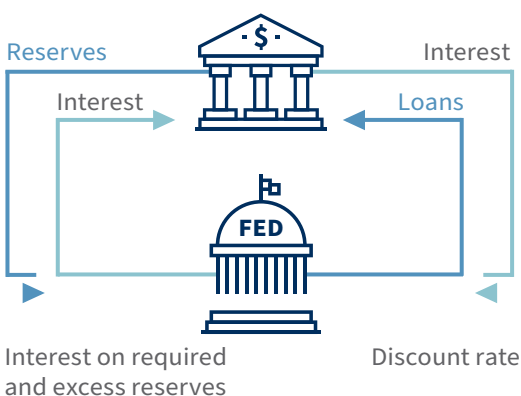 $
Reserves
Interest
Interest
Loans
FED
Interest on required
and excess reserves
Discount rate